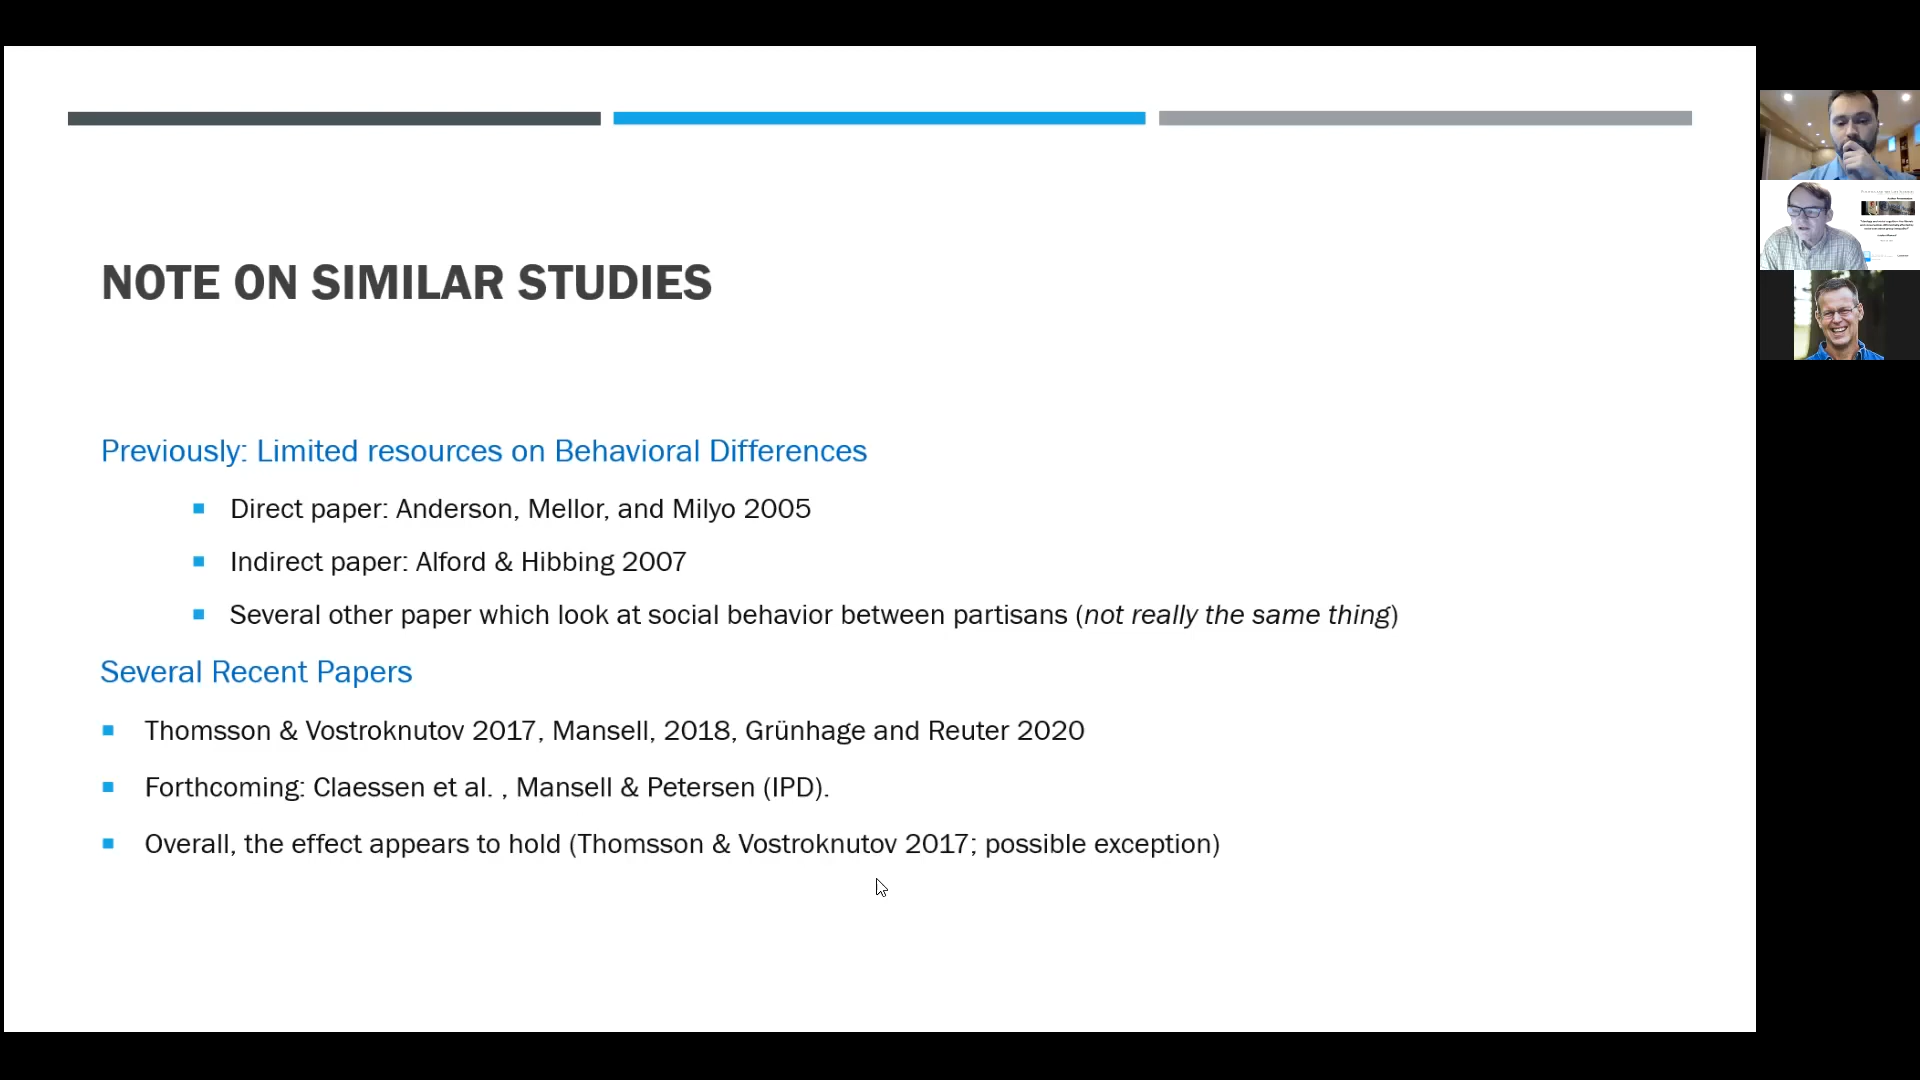 NOTE ON SIMILAR STUDIES
Previously: Limited resources on Behavioral Differences
Direct paper: Anderson, Mellor, and Milyo 2005
Indirect paper: Alford & Hibbing 2007
Several other paper which look at social behavior between partisans (not really the same thing)
Several Recent Papers
Thomsson & Vostroknutov 2017, Mansell, 2018, Grünhage and Reuter 2020
Forthcoming: Claessen et al. , Mansell & Petersen (IPD).
Overall, the effect appears to hold (Thomsson & Vostroknutov 2017; possible exception)